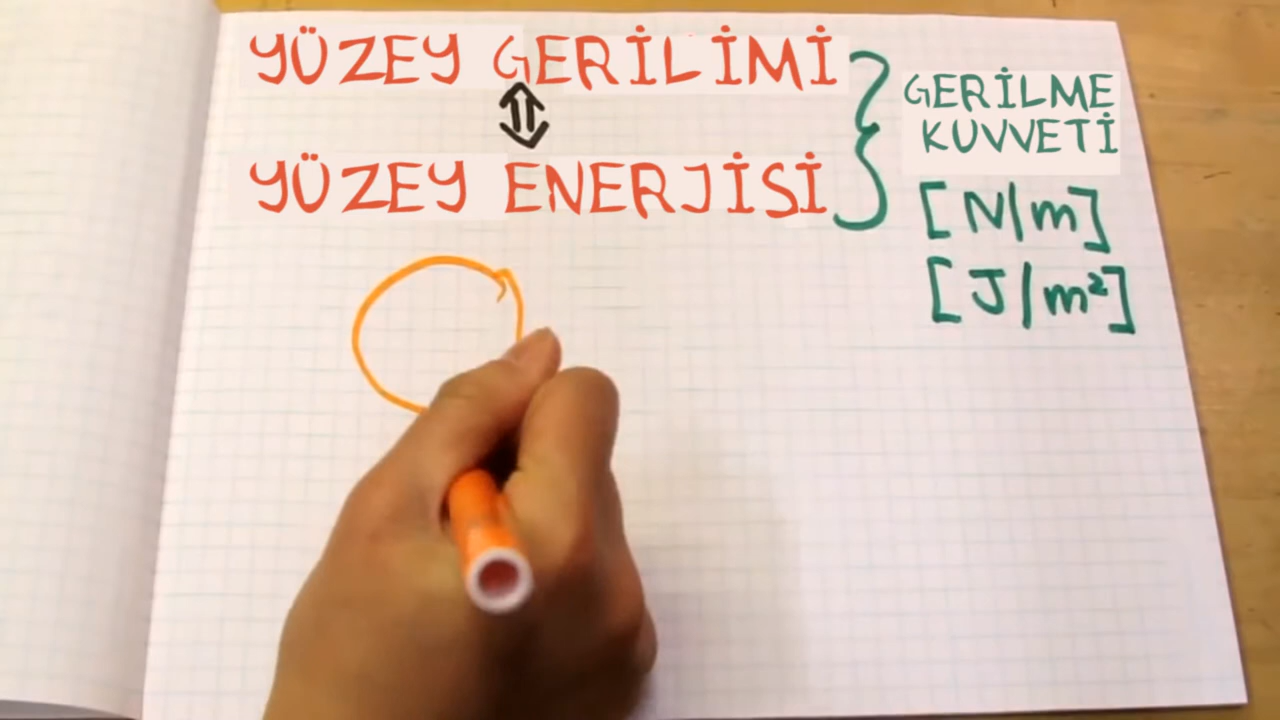 YÜZEY GERİLİMİ
⇕
YÜZEY ENERJİSİ
GERİLME
KUVVETİ
[N/m]
[J/m²]